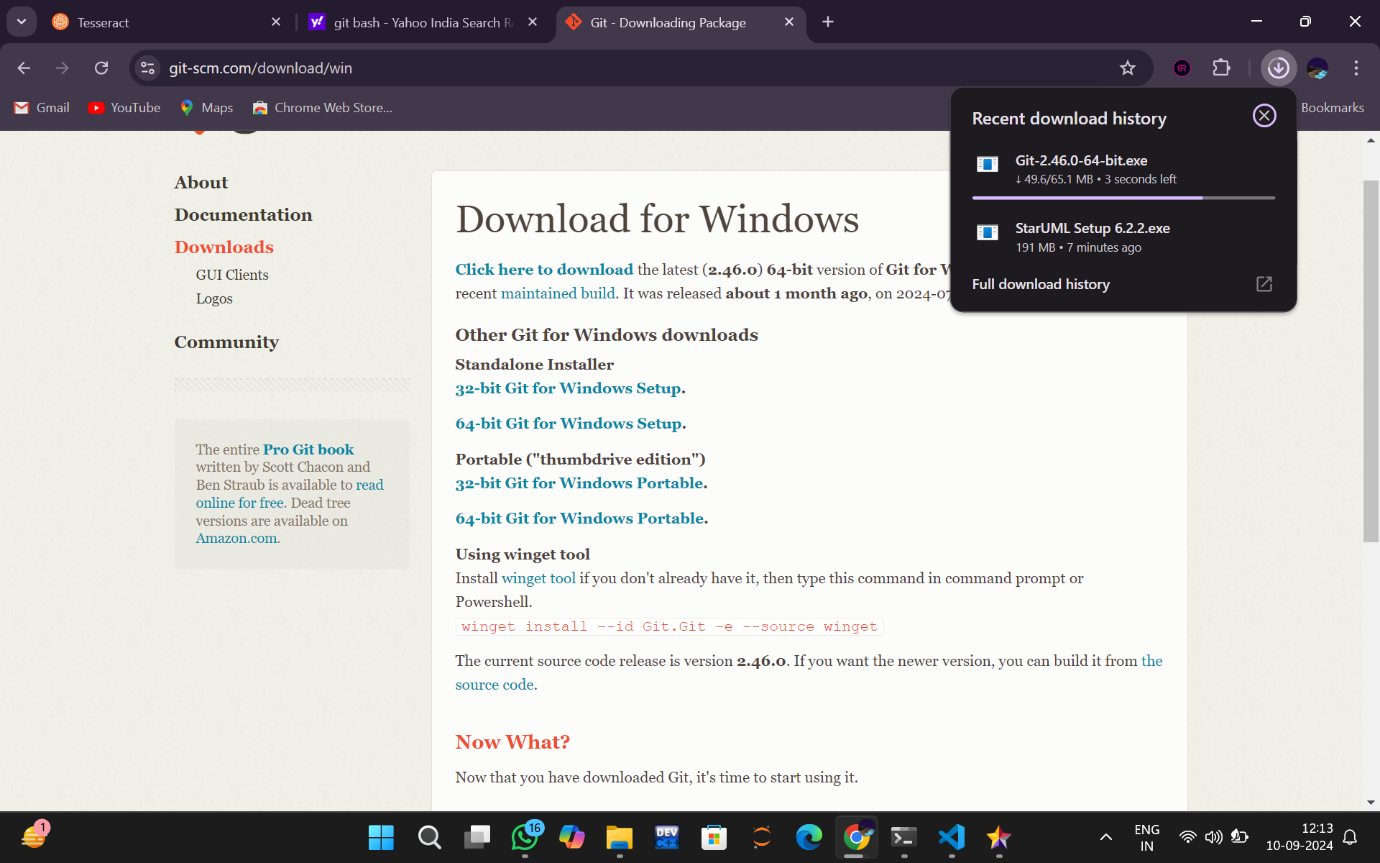 Tesseract
git bash - Yahoo India Search R
Git - Downloading Package
git-scm.com/download/win
Gmail
YouTube
Maps
Chrome Web Store...
Bookmarks
Recent download history
Git-2.46.0-64-bit.exe
↓ 49.6/65.1 MB • 3 seconds left
StarUML Setup 6.2.2.exe
191 MB • 7 minutes ago
Full download history
About
Documentation
Downloads
GUI Clients
Logos
Community
The entire Pro Git book
written by Scott Chacon and
Ben Straub is available to read
online for free. Dead tree
versions are available on
Amazon.com.
Download for Windows
Click here to download the latest (2.46.0) 64-bit version of Git for W
recent maintained build. It was released about 1 month ago, on 2024-07
Other Git for Windows downloads
Standalone Installer
32-bit Git for Windows Setup.
64-bit Git for Windows Setup.
Portable ("thumbdrive edition")
32-bit Git for Windows Portable.
64-bit Git for Windows Portable.
Using winget tool
Install winget tool if you don't already have it, then type this command in command prompt or
Powershell.
winget install --id Git.Git -e --source winget
The current source code release is version 2.46.0. If you want the newer version, you can build it from the
source code.
Now What?
Now that you have downloaded Git, it's time to start using it.
1
16
DEV
ENG
IN
12:13
10-09-2024